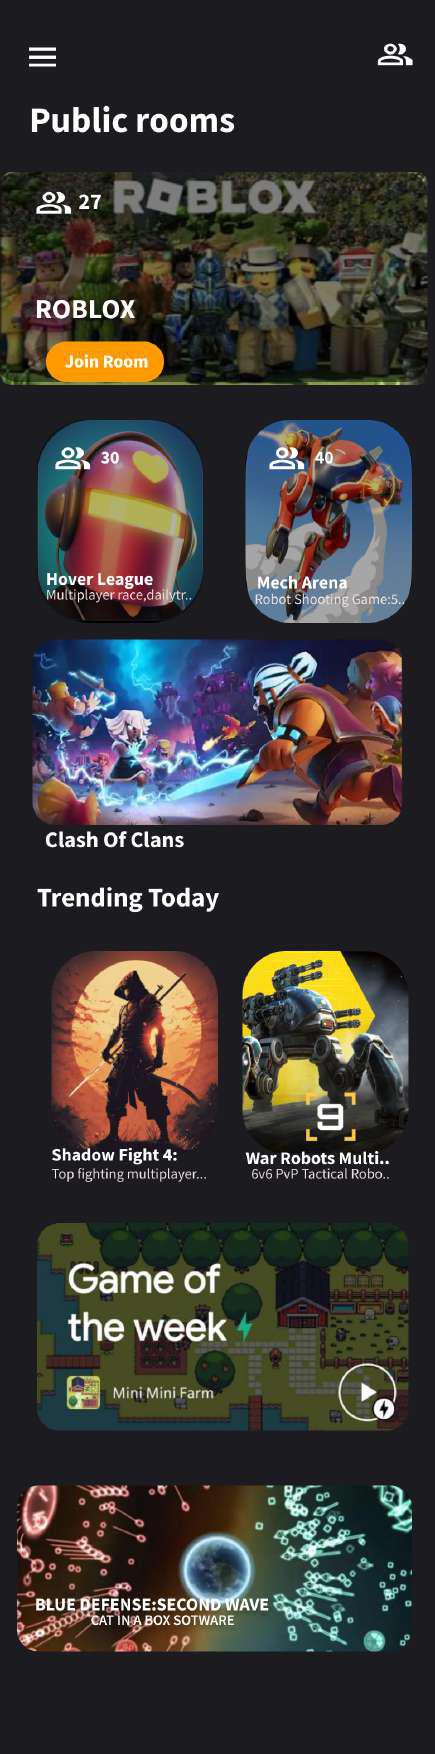 Public rooms
27
ROBLOX
ROBLOX
Join Room
30
Hover League
Multiplayer race,dailytr..
40
Mech Arena
Robot Shooting Game:5..
Clash Of Clans
Trending Today
Shadow Fight 4:
Top fighting multiplayer...
9
War Robots Multi..
6v6 PvP Tactical Robo..
Game of
the week
Mini Mini Farm
BLUE DEFENSE:SECOND WAVE
CAT IN A BOX SOTWARE